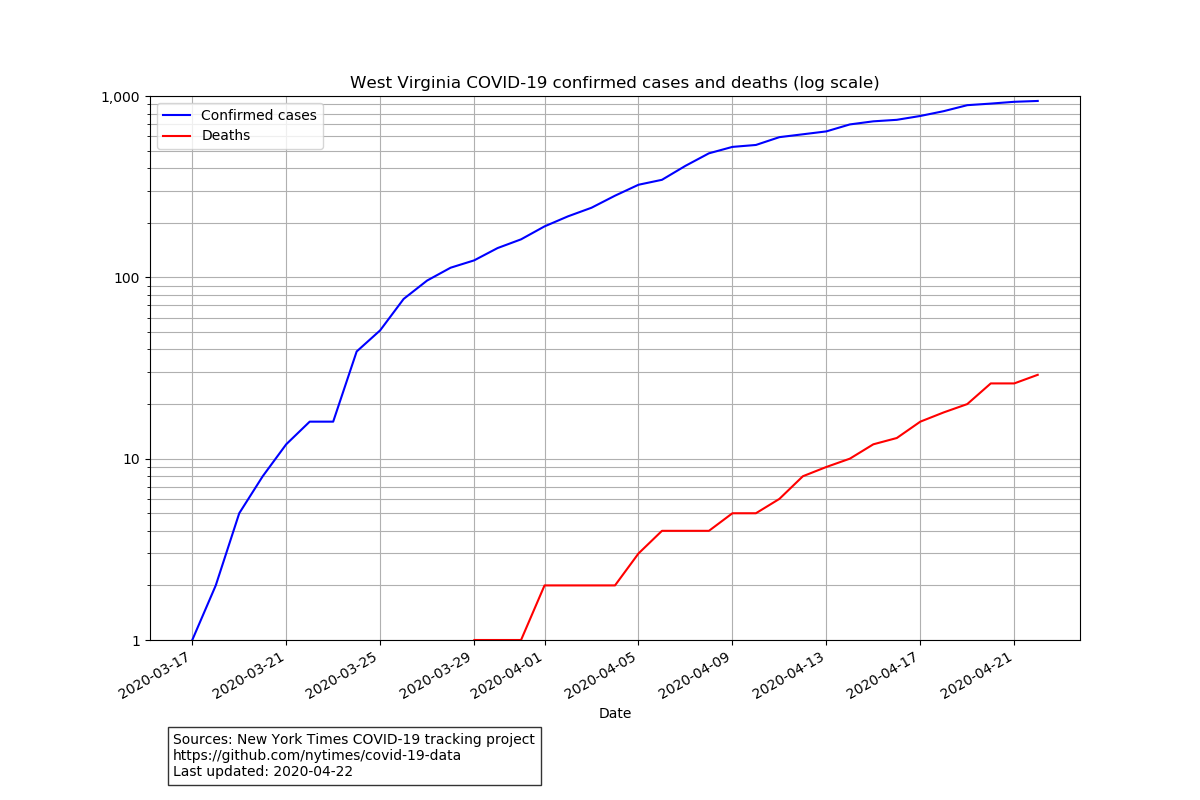 West Virginia COVID-19 confirmed cases and deaths (log scale)
1,000
100
10
1
Confirmed cases
Deaths
2020-03-17
2020-03-21
2020-03-25
2020-03-29
2020-04-01
2020-04-05
2020-04-09
2020-04-13
2020-04-17
2020-04-21
Date
Sources: New York Times COVID-19 tracking project
https://github.com/nytimes/covid-19-data
Last updated: 2020-04-22